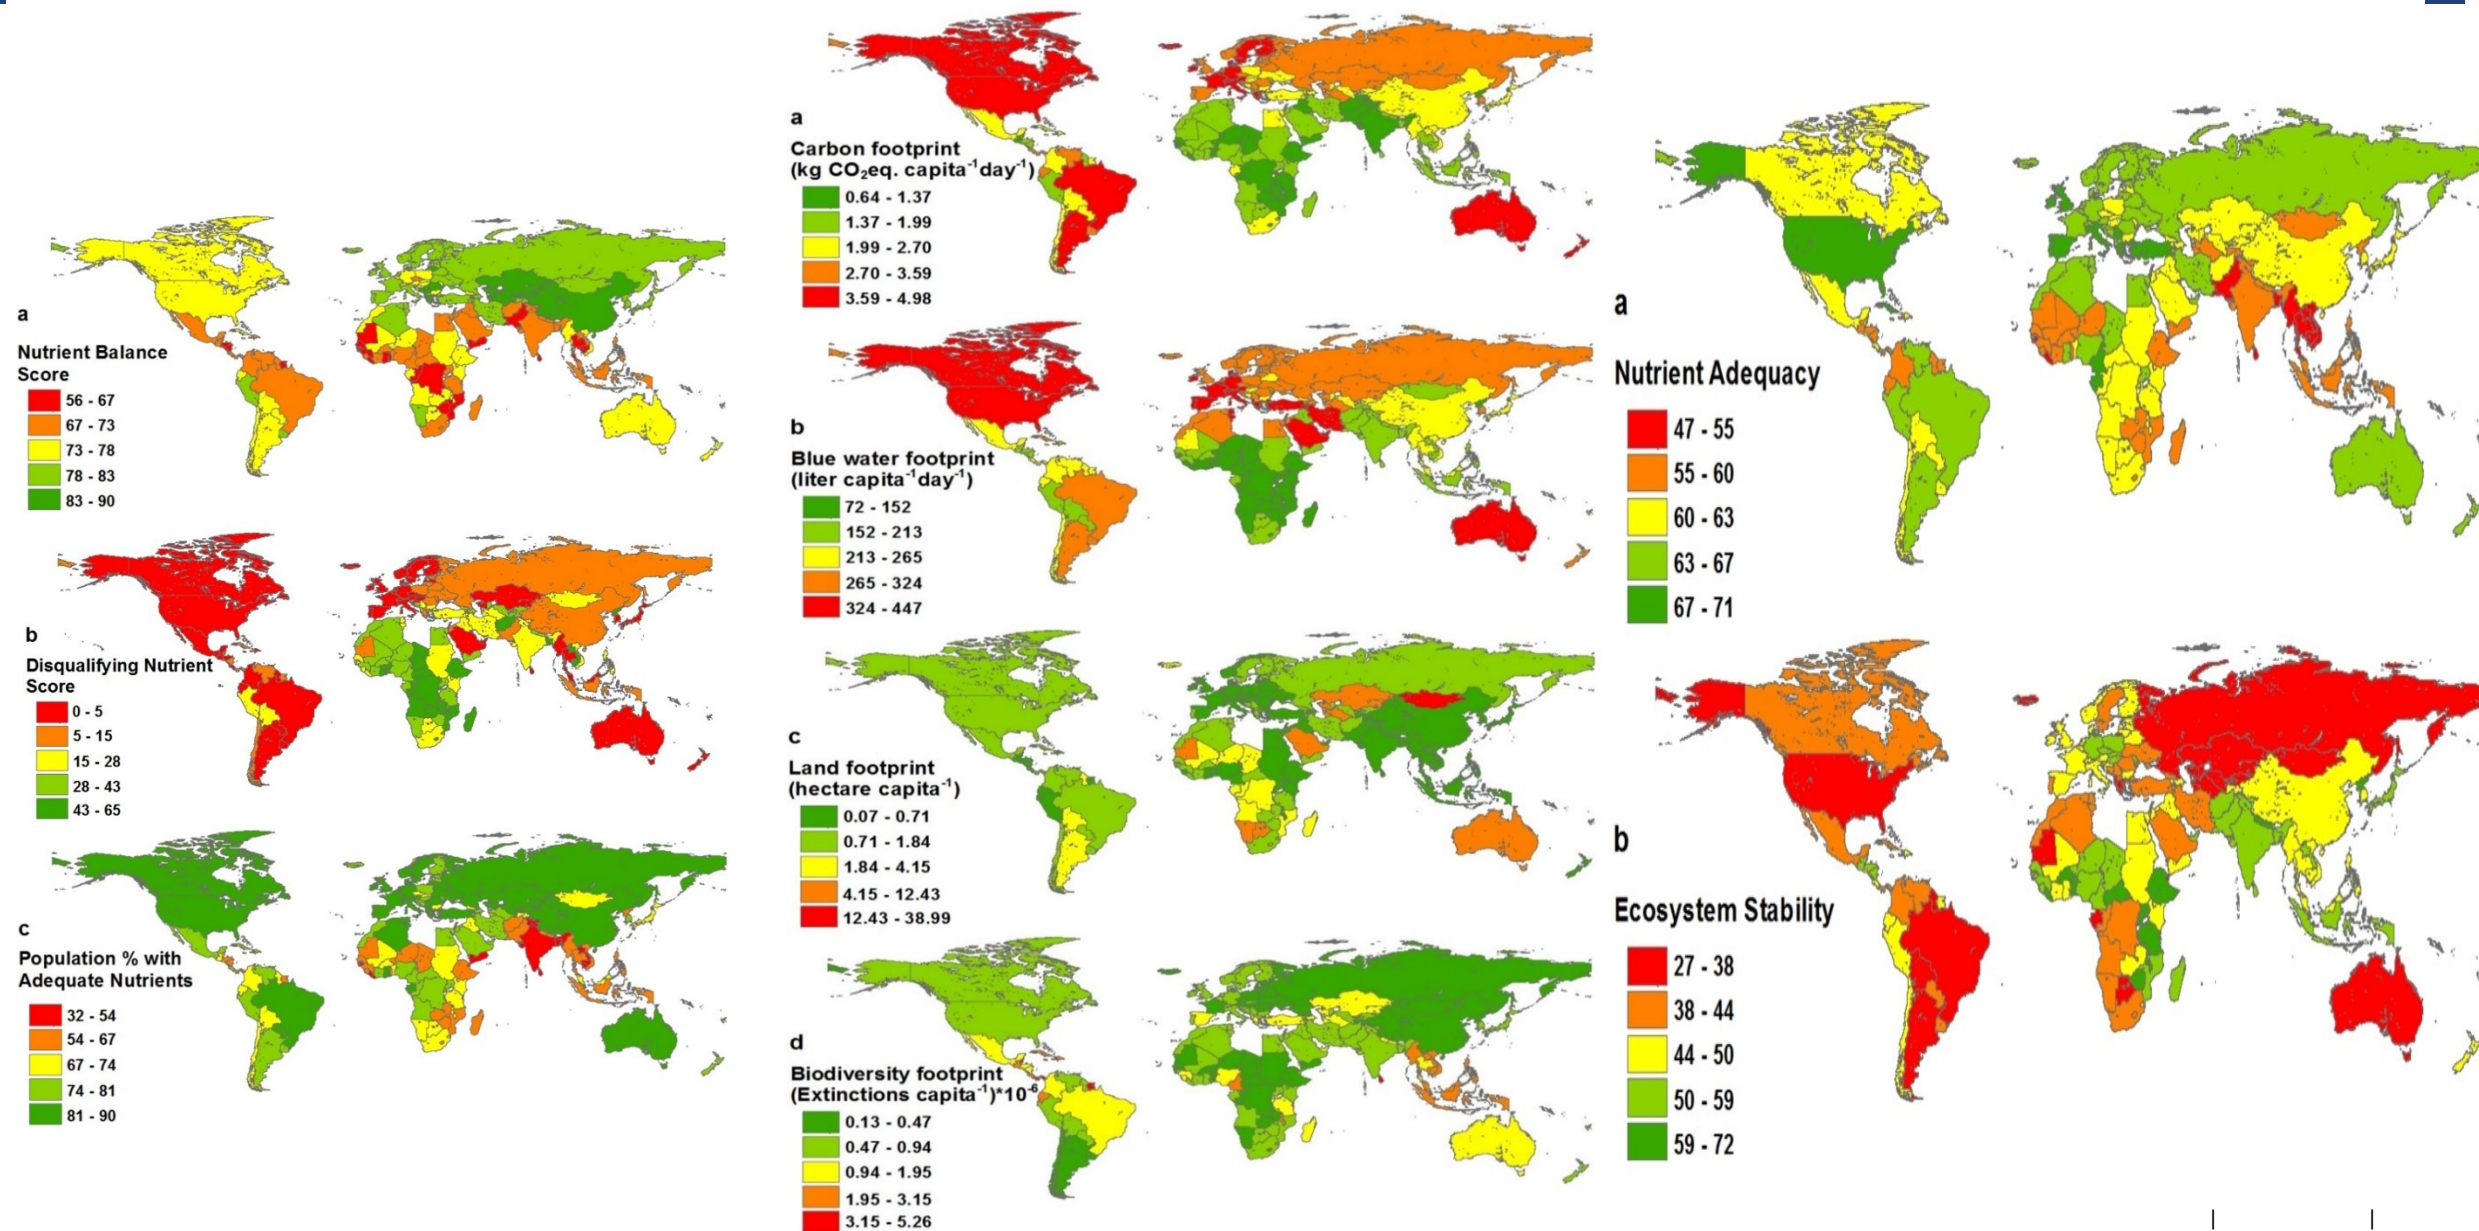 a
Nutrient Balance
Score
56 - 67
67 - 73
73 - 78
78 - 83
83 - 90
b
Disqualifying Nutrient
Score
0 - 5
5 - 15
15 - 28
28 - 43
43 - 65
c
Population % with
Adequate Nutrients
32 - 54
54 - 67
67 - 74
74 - 81
81 - 90
a
Carbon footprint
(kg CO₂eq. capita⁻¹day⁻¹)
0.64 - 1.37
1.37 - 1.99
1.99 - 2.70
2.70 - 3.59
3.59 - 4.98
b
Blue water footprint
(liter capita⁻¹day⁻¹)
72 - 152
152 - 213
213 - 265
265 - 324
324 - 447
c
Land footprint
(hectare capita⁻¹)
0.07 - 0.71
0.71 - 1.84
1.84 - 4.15
4.15 - 12.43
12.43 - 38.99
d
Biodiversity footprint
(Extinctions capita⁻¹)*10⁻⁶
0.13 - 0.47
0.47 - 0.94
0.94 - 1.95
1.95 - 3.15
3.15 - 5.26
a
Nutrient Adequacy
47 - 55
55 - 60
60 - 63
63 - 67
67 - 71
b
Ecosystem Stability
27 - 38
38 - 44
44 - 50
50 - 59
59 - 72